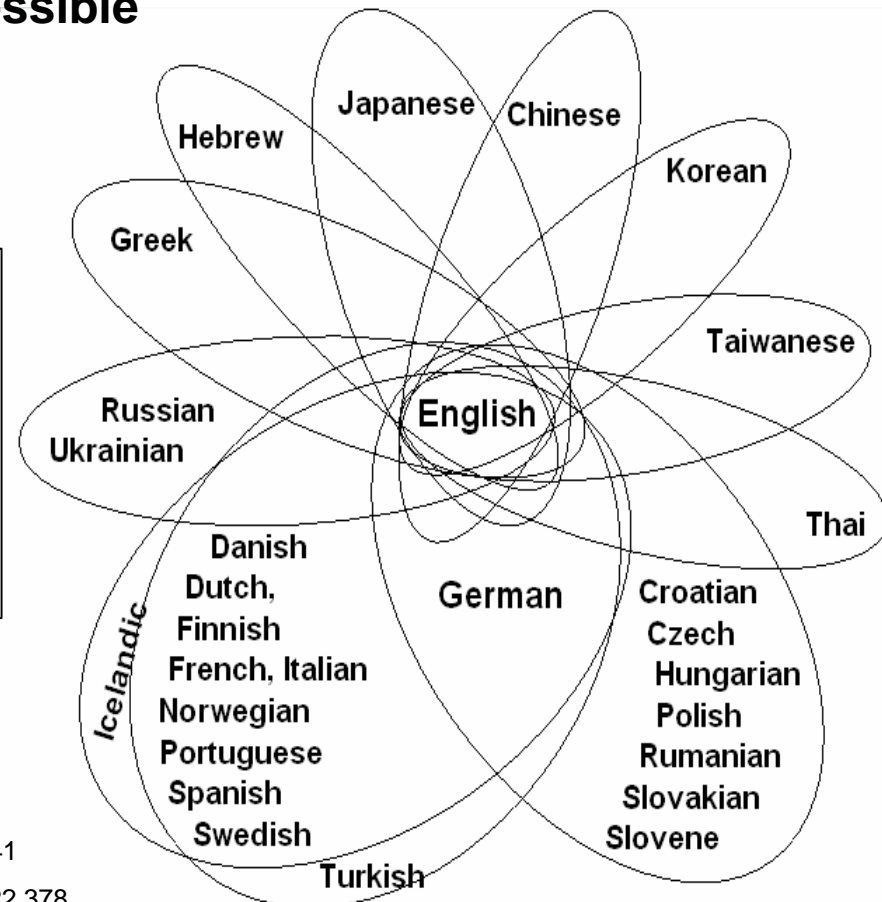 ssible
Japanese
Chinese
Hebrew
Korean
Greek
Taiwanese
Russian
English
Ukrainian
Thai
Danish
Dutch,
German
Croatian
Finnish
Czech
French, Italian
Hungarian
Icelandic
Norwegian
Polish
Portuguese
Rumanian
Spanish
Slovakian
Swedish
Slovene
Turkish